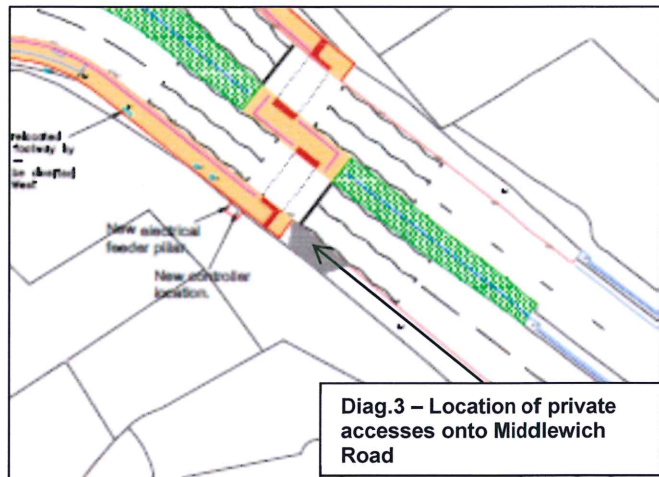 relocated
footway by
—
be diverted
West
New electrical
feeder pillar.
New controller
location.
Diag.3 – Location of private
accesses onto Middlewich
Road